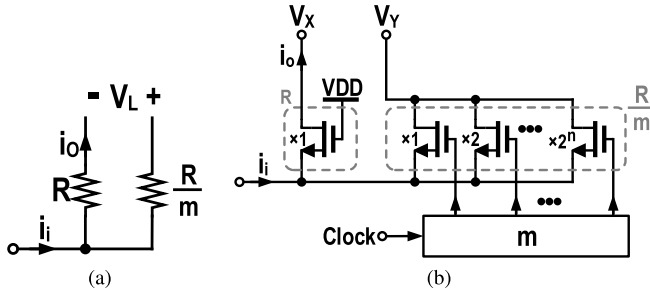 - V_L +
i_o
R
R/m
i_i
(a)
V_X
V_Y
i_o
VDD
R
R/m
×1
×1
×2
×2^n
i_i
Clock
m
(b)